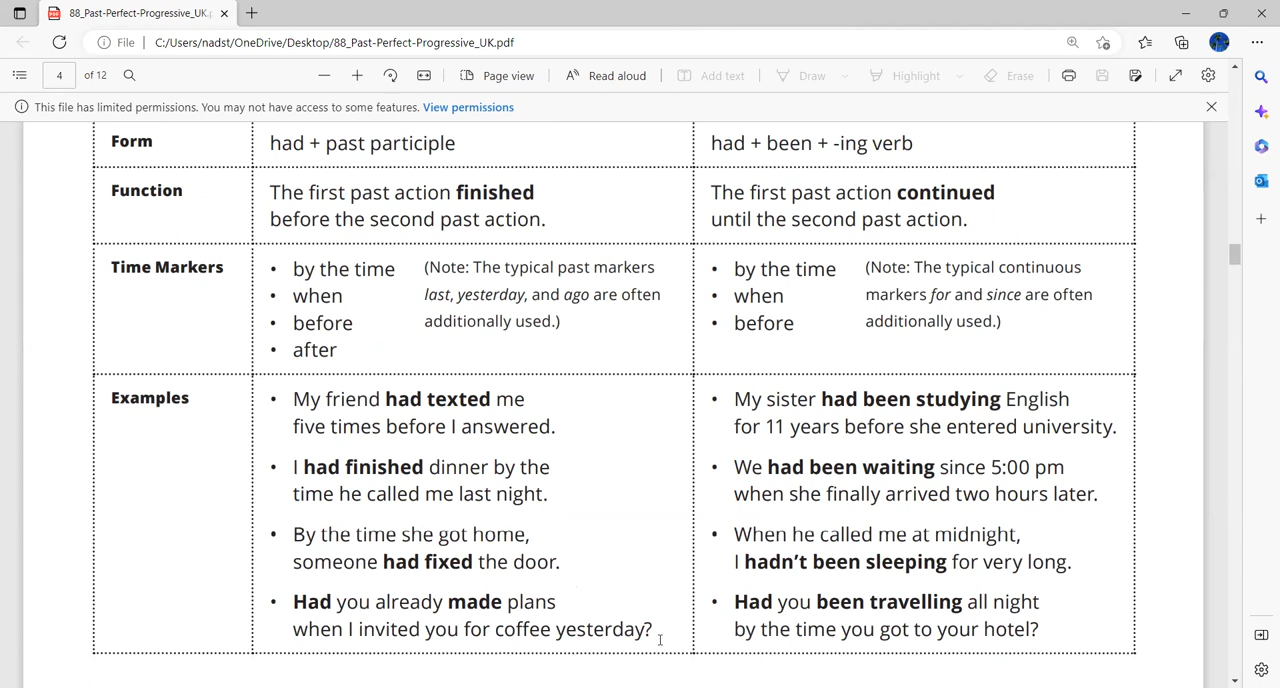 88_Past-Perfect-Progressive_UK.p
File
C:/Users/nadst/OneDrive/Desktop/88_Past-Perfect-Progressive_UK.pdf
4 of 12
Page view
Read aloud
Add text
Draw
Highlight
Erase
This file has limited permissions. You may not have access to some features. View permissions
Form
had + past participle
had + been + -ing verb
Function
The first past action finished
before the second past action.
The first past action continued
until the second past action.
Time Markers
• by the time
• when
• before
• after
(Note: The typical past markers
last, yesterday, and ago are often
additionally used.)
• by the time
• when
• before
(Note: The typical continuous
markers for and since are often
additionally used.)
Examples
• My friend had texted me
five times before I answered.
• I had finished dinner by the
time he called me last night.
• By the time she got home,
someone had fixed the door.
• Had you already made plans
when I invited you for coffee yesterday?
• My sister had been studying English
for 11 years before she entered university.
• We had been waiting since 5:00 pm
when she finally arrived two hours later.
• When he called me at midnight,
I hadn't been sleeping for very long.
• Had you been travelling all night
by the time you got to your hotel?